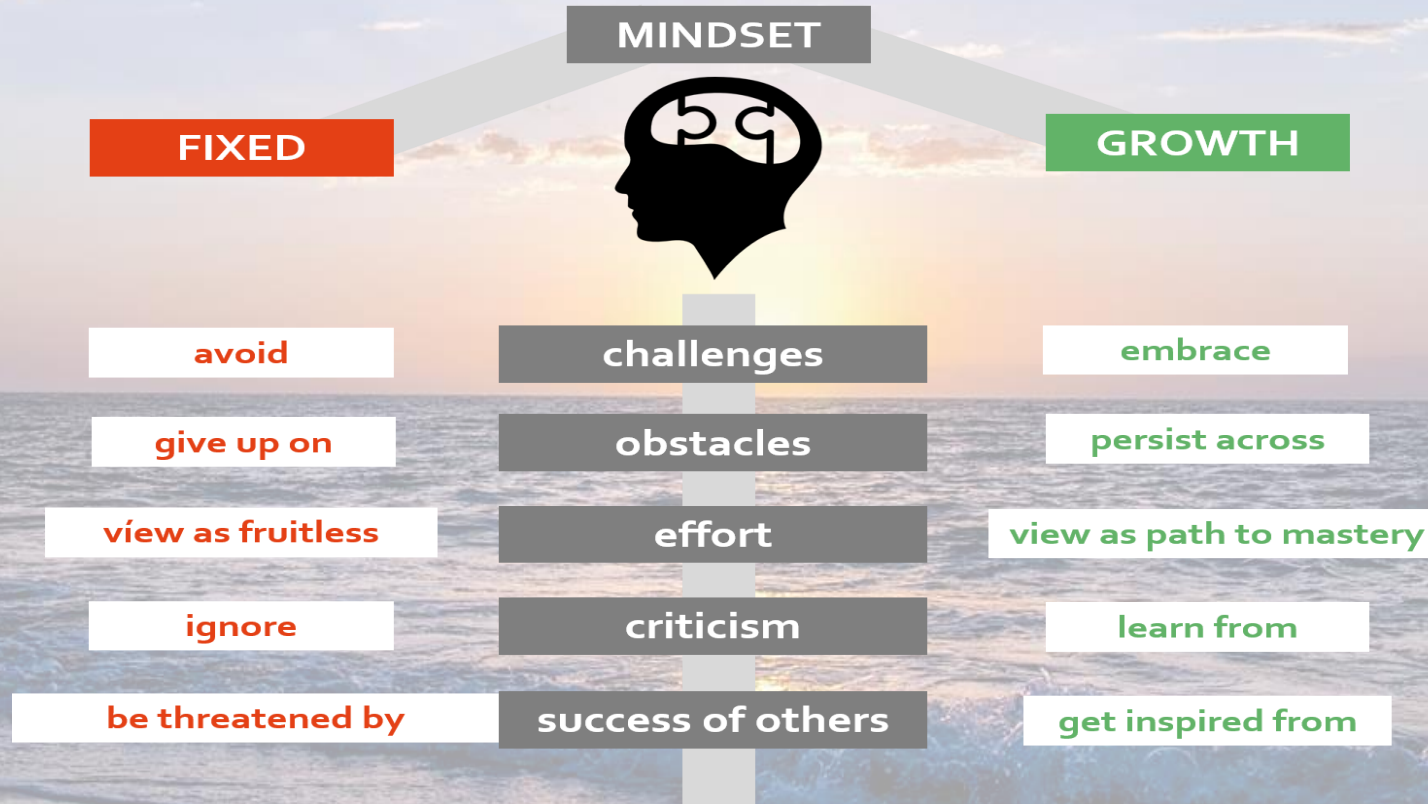 MINDSET
FIXED
GROWTH
avoid
challenges
embrace
give up on
obstacles
persist across
víew as fruitless
effort
view as path to mastery
ignore
criticism
learn from
be threatened by
success of others
get inspired from